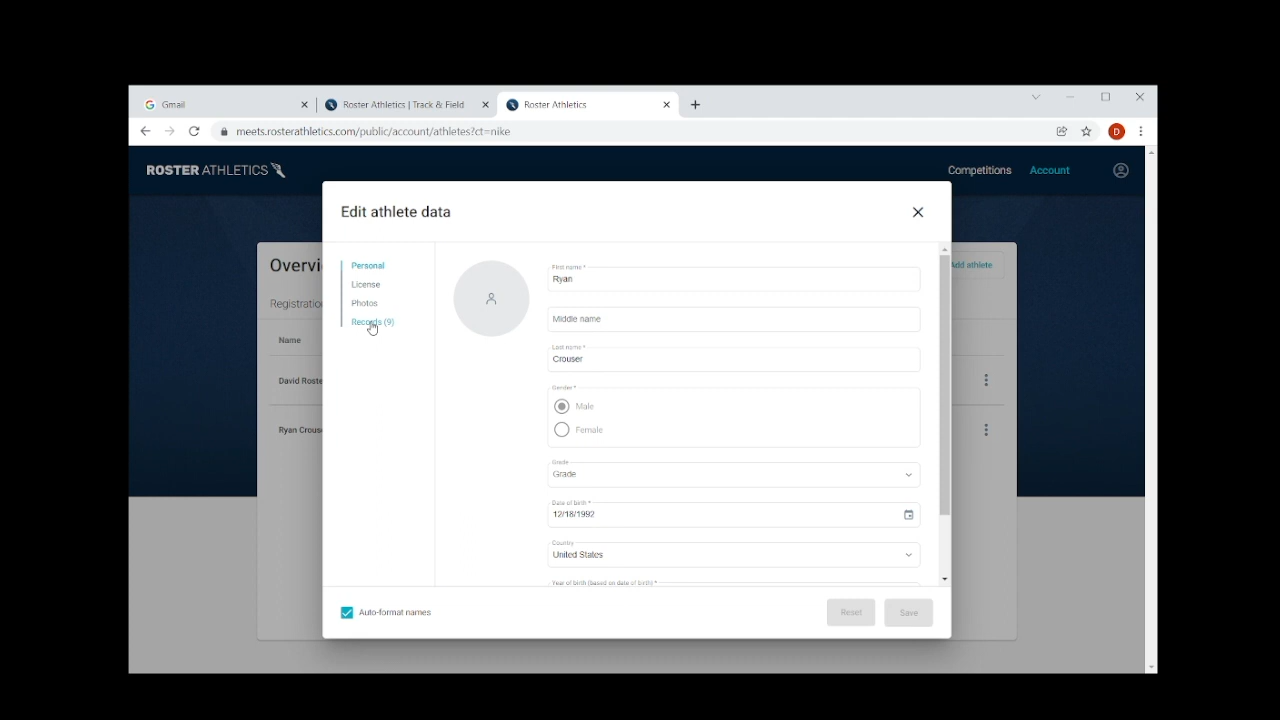 Gmail
Roster Athletics | Track & Field
Roster Athletics
meets.rosterathletics.com/public/account/athletes?ct=nike
D
ROSTER ATHLETICS
Competitions
Account
Edit athlete data
Overvi
Add athlete
Registration
Name
David Roste
Ryan Crous
Personal
License
Photos
Records (9)
First name *
Ryan
Middle name
Last name *
Crouser
Gender *
Male
Female
Grade
Grade
Date of birth *
12/18/1992
Country
United States
Year of birth (based on date of birth) *
Auto-format names
Reset
Save